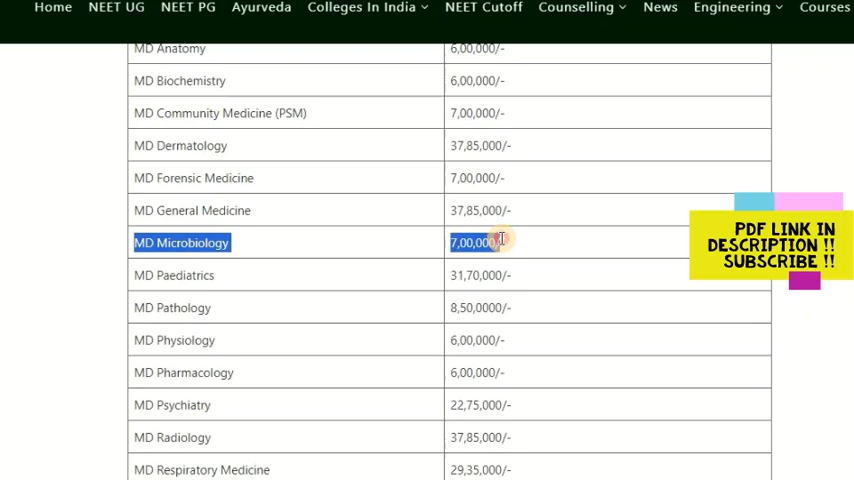 Home NEET UG NEET PG Ayurveda Colleges In India NEET Cutoff Counselling News Engineering Courses
MD Anatomy 6,00,000/-
MD Biochemistry 6,00,000/-
MD Community Medicine (PSM) 7,00,000/-
MD Dermatology 37,85,000/-
MD Forensic Medicine 7,00,000/-
MD General Medicine 37,85,000/-
MD Microbiology 7,00,000/-
MD Paediatrics 31,70,000/-
MD Pathology 8,50,0000/-
MD Physiology 6,00,000/-
MD Pharmacology 6,00,000/-
MD Psychiatry 22,75,000/-
MD Radiology 37,85,000/-
MD Respiratory Medicine 29,35,000/-
PDF LINK IN
DESCRIPTION !!
SUBSCRIBE !!